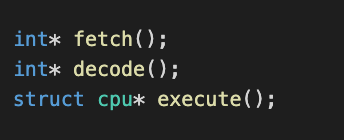 int* fetch();
int* decode();
struct cpu* execute();